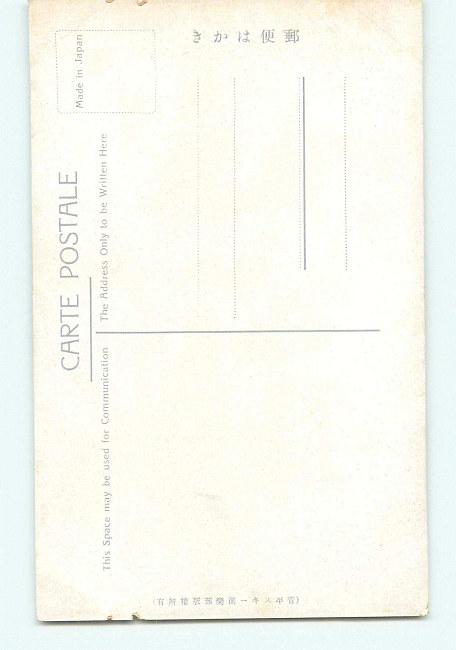 郵便はかき
Made in Japan
CARTE POSTALE
The Address Only to be Written Here
This Space may be used for Communication